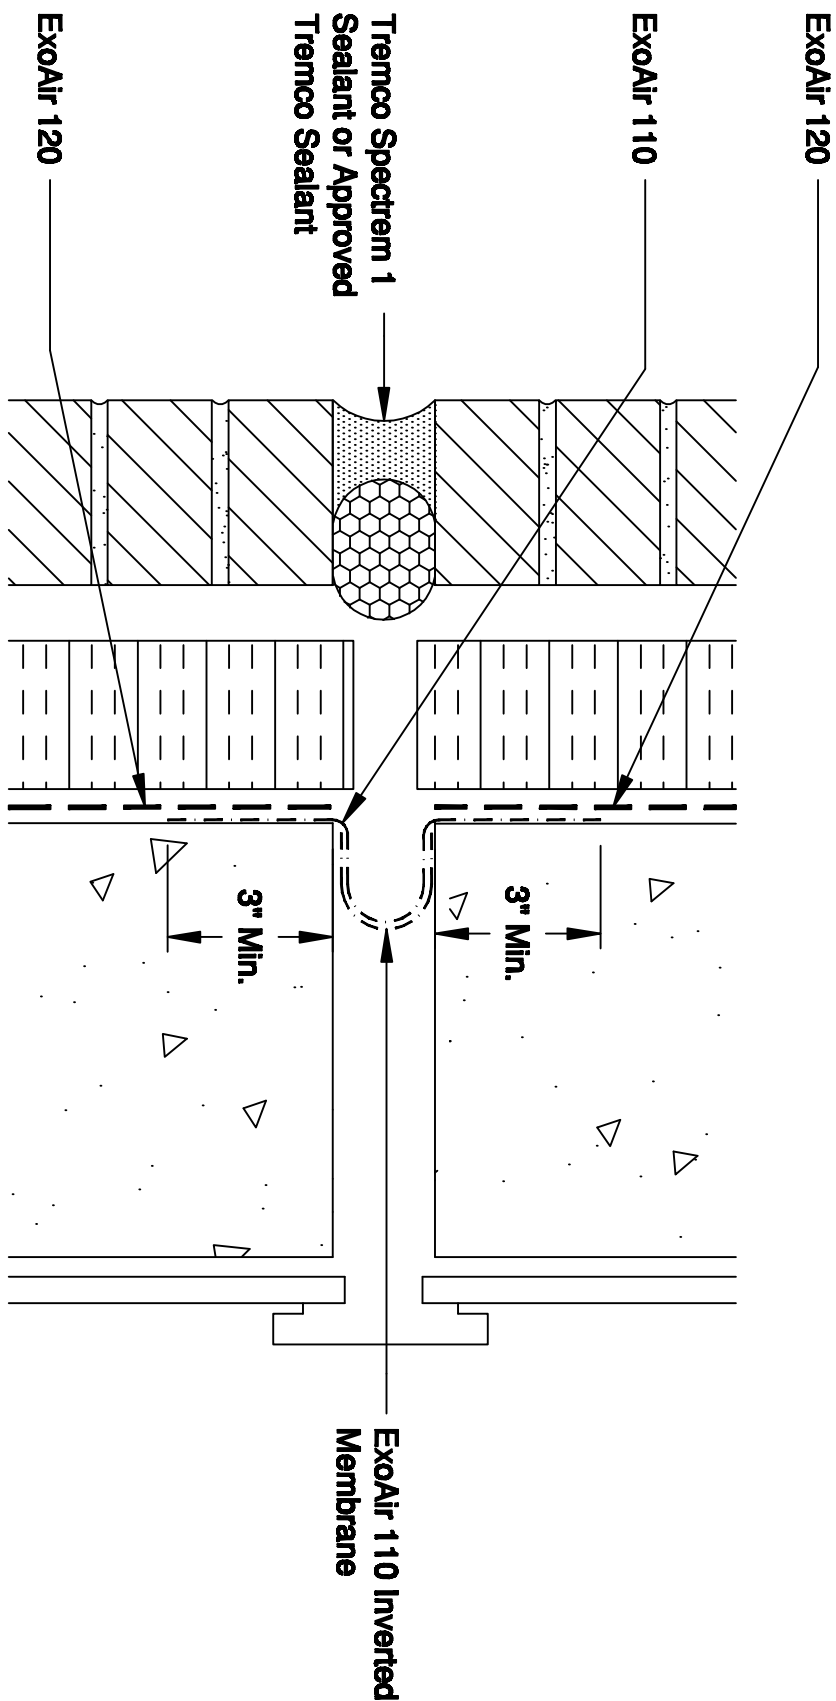 ExoAir 120
ExoAir 110
Tremco Spectrem 1
Sealant or Approved
Tremco Sealant
ExoAir 120
3" Min.
3" Min.
ExoAir 110 Inverted
Membrane